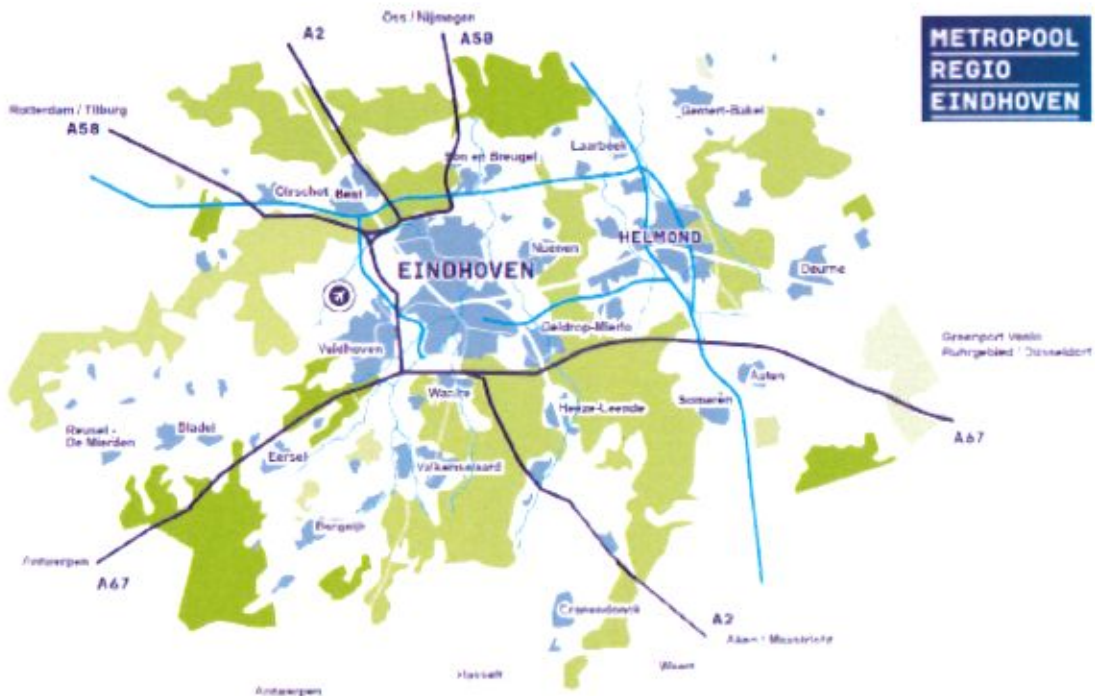 Oss / Nijmegen
A2
A50
METROPOOL
REGIO
EINDHOVEN
Rotterdam / Tilburg
A58
Gemert-Bakel
Laarbeek
Son en Breugel
Oirschot
Best
HELMOND
Nuenen
EINDHOVEN
Deurne
Geldrop-Mierlo
Veldhoven
Greenport Venlo
Ruhrgebied / Düsseldorf
Asten
Waalre
Someren
Heeze-Leende
Reusel -
De Mierden
Bladel
A67
Eersel
Valkenswaard
Bergeijk
Antwerpen
A67
Cranendonck
A2
Aken / Maastricht
Weert
Hasselt
Antwerpen